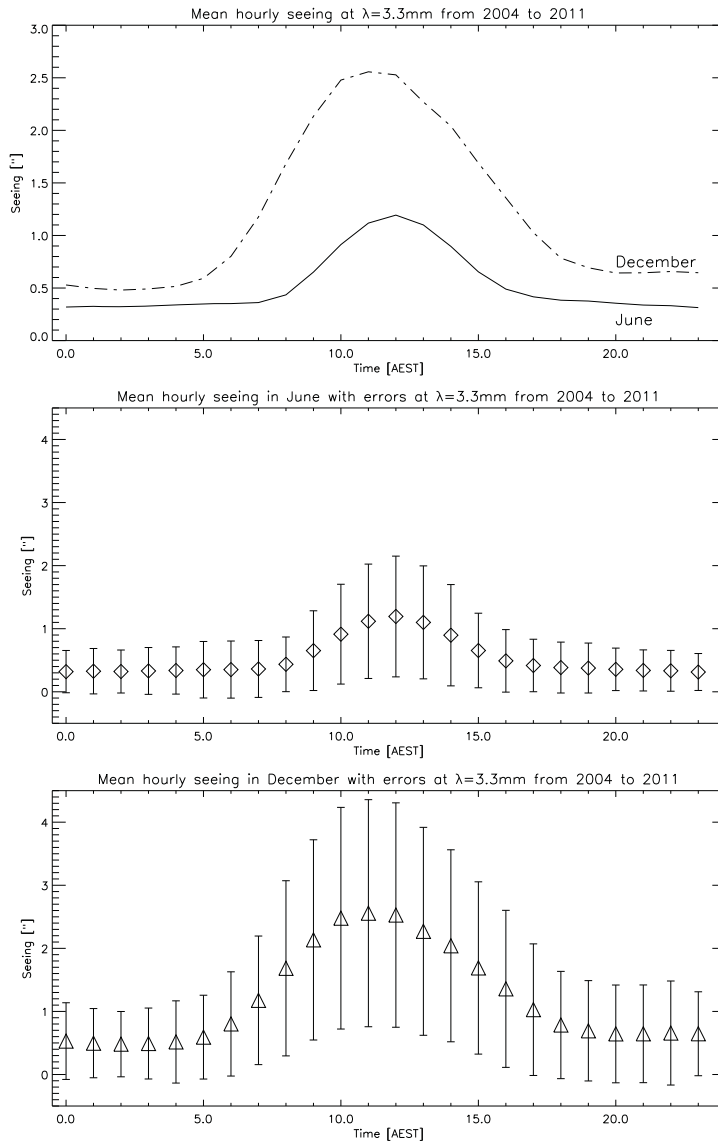 Mean hourly seeing at λ=3.3mm from 2004 to 2011
3.0
2.5
2.0
1.5
1.0
0.5
0.0
Seeing ["]
December
June
0.0 5.0 10.0 15.0 20.0
Time [AEST]
Mean hourly seeing in June with errors at λ=3.3mm from 2004 to 2011
4
3
2
1
0
Seeing ["]
0.0 5.0 10.0 15.0 20.0
Time [AEST]
Mean hourly seeing in December with errors at λ=3.3mm from 2004 to 2011
4
3
2
1
0
Seeing ["]
0.0 5.0 10.0 15.0 20.0
Time [AEST]